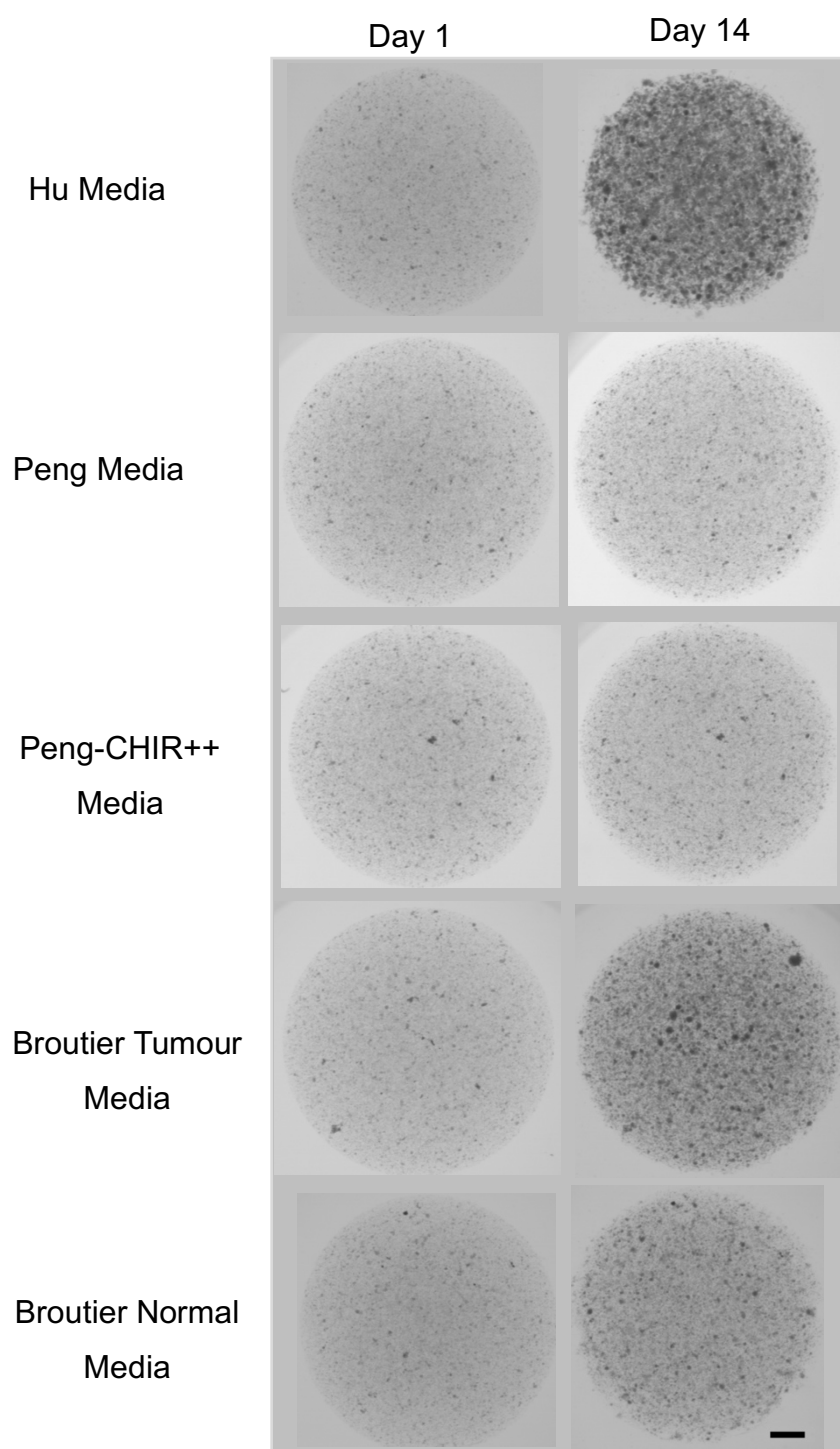 Day 1
Day 14
Hu Media
Peng Media
Peng-CHIR++
Media
Broutier Tumour
Media
Broutier Normal
Media